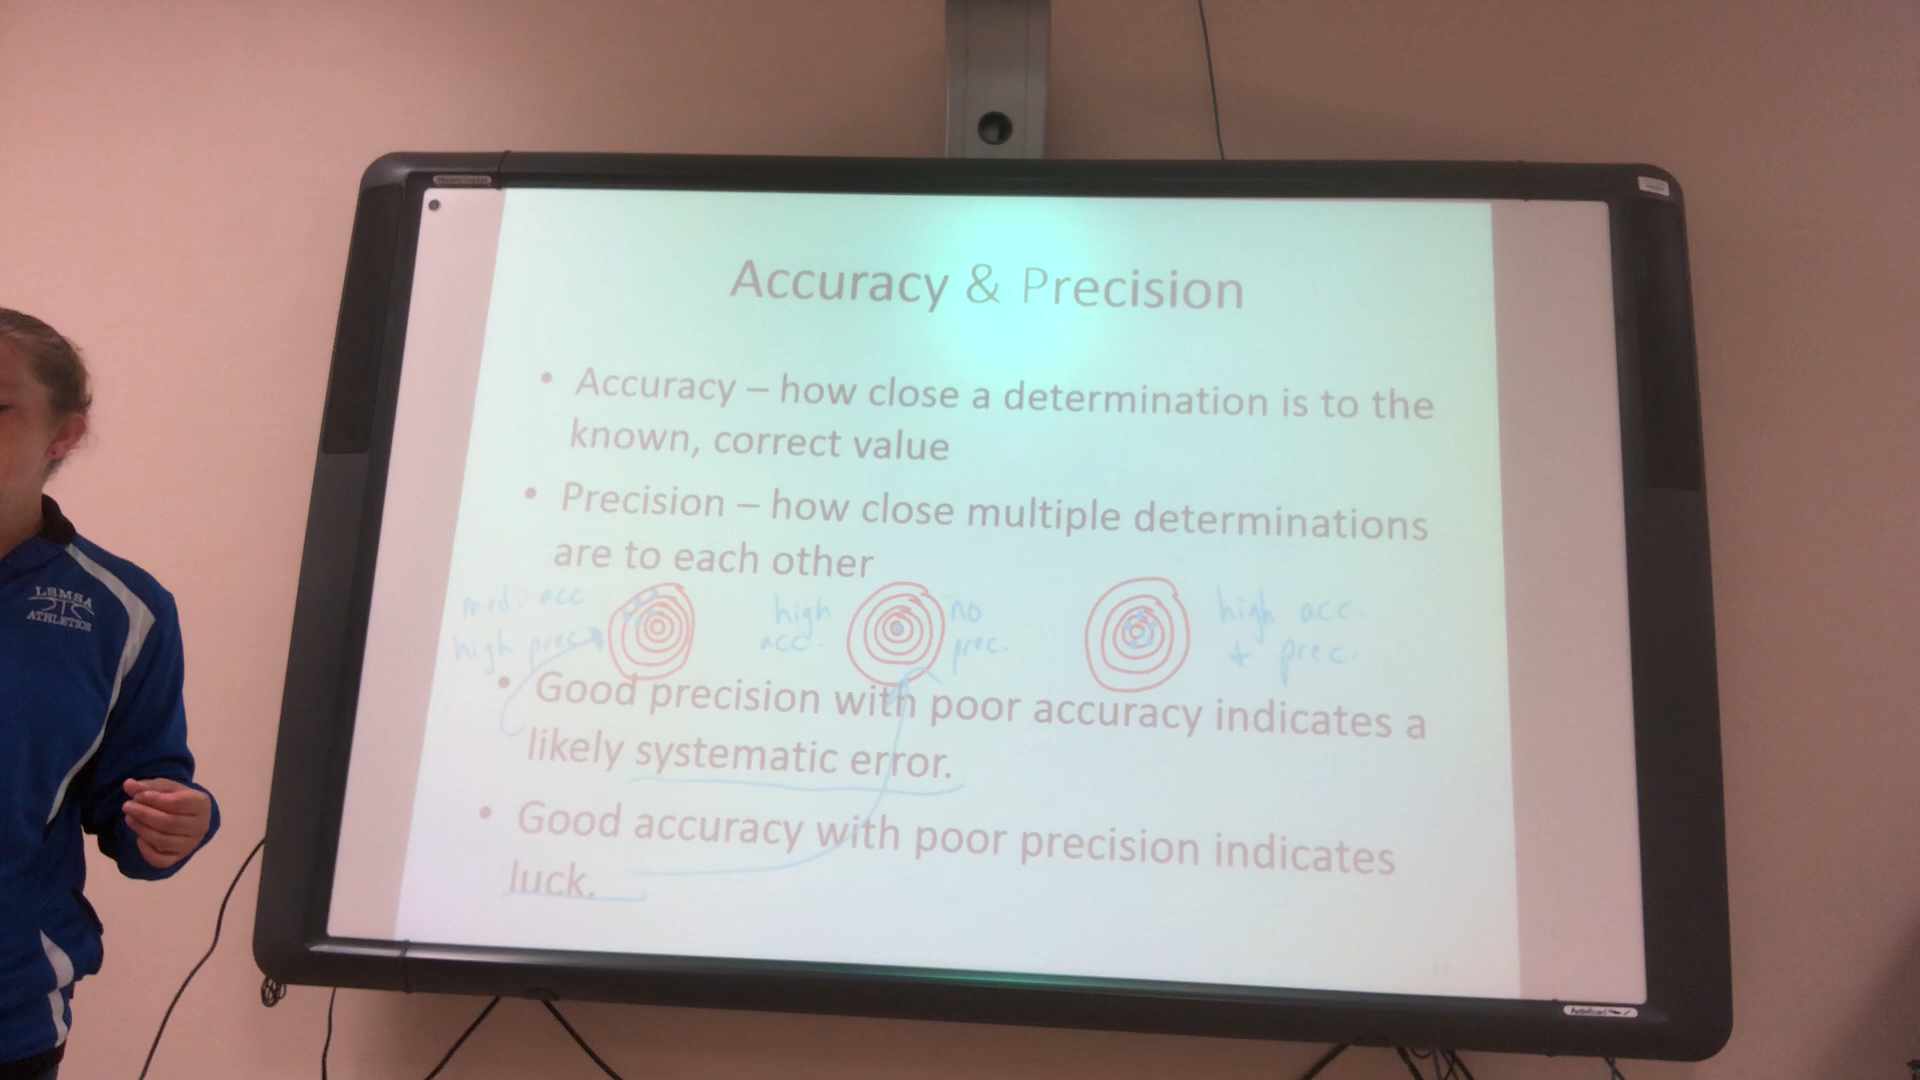 Accuracy & Precision
• Accuracy – how close a determination is to the
known, correct value
• Precision – how close multiple determinations
are to each other
med. acc
high prec
high
acc.
no
prec.
high acc.
+ prec.
• Good precision with poor accuracy indicates a
likely systematic error.
• Good accuracy with poor precision indicates
luck.
LSMSA
ATHLETICS
PROMETHEAN